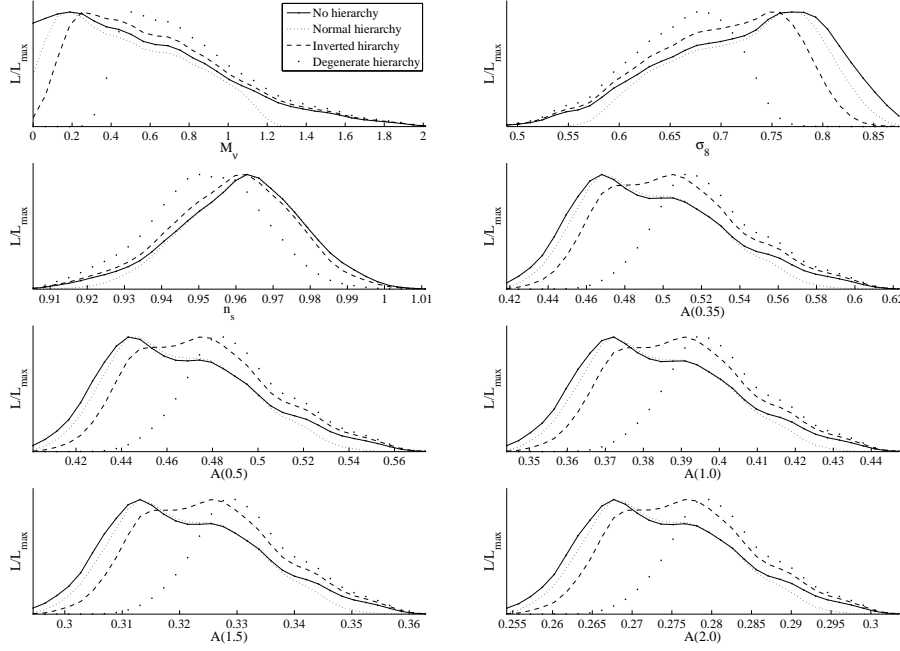 No hierarchy
Normal hierarchy
Inverted hirarchy
Degenerate hierarchy
L/L_max
0 0.2 0.4 0.6 0.8 1 1.2 1.4 1.6 1.8 2
M_ν
L/L_max
0.5 0.55 0.6 0.65 0.7 0.75 0.8 0.85
σ_8
L/L_max
0.91 0.92 0.93 0.94 0.95 0.96 0.97 0.98 0.99 1 1.01
n_s
L/L_max
0.42 0.44 0.46 0.48 0.5 0.52 0.54 0.56 0.58 0.6 0.62
A(0.35)
L/L_max
0.42 0.44 0.46 0.48 0.5 0.52 0.54 0.56
A(0.5)
L/L_max
0.35 0.36 0.37 0.38 0.39 0.4 0.41 0.42 0.43 0.44
A(1.0)
L/L_max
0.3 0.31 0.32 0.33 0.34 0.35 0.36
A(1.5)
L/L_max
0.255 0.26 0.265 0.27 0.275 0.28 0.285 0.29 0.295 0.3
A(2.0)